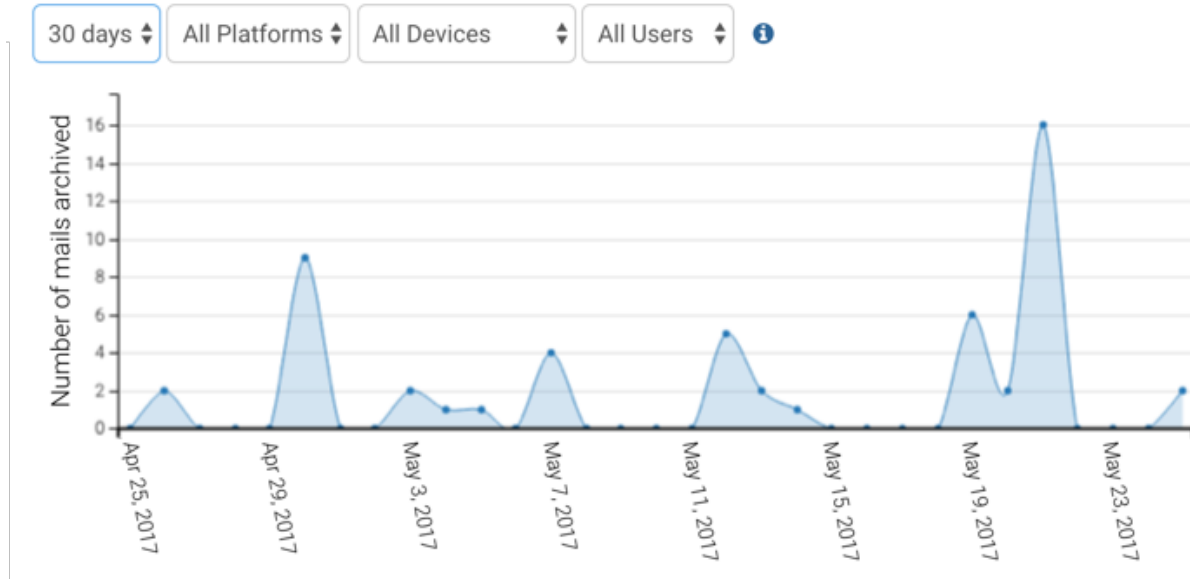 30 days All Platforms All Devices All Users i
Number of mails archived
16
14
12
10
8
6
4
2
0
Apr 25, 2017
Apr 29, 2017
May 3, 2017
May 7, 2017
May 11, 2017
May 15, 2017
May 19, 2017
May 23, 2017